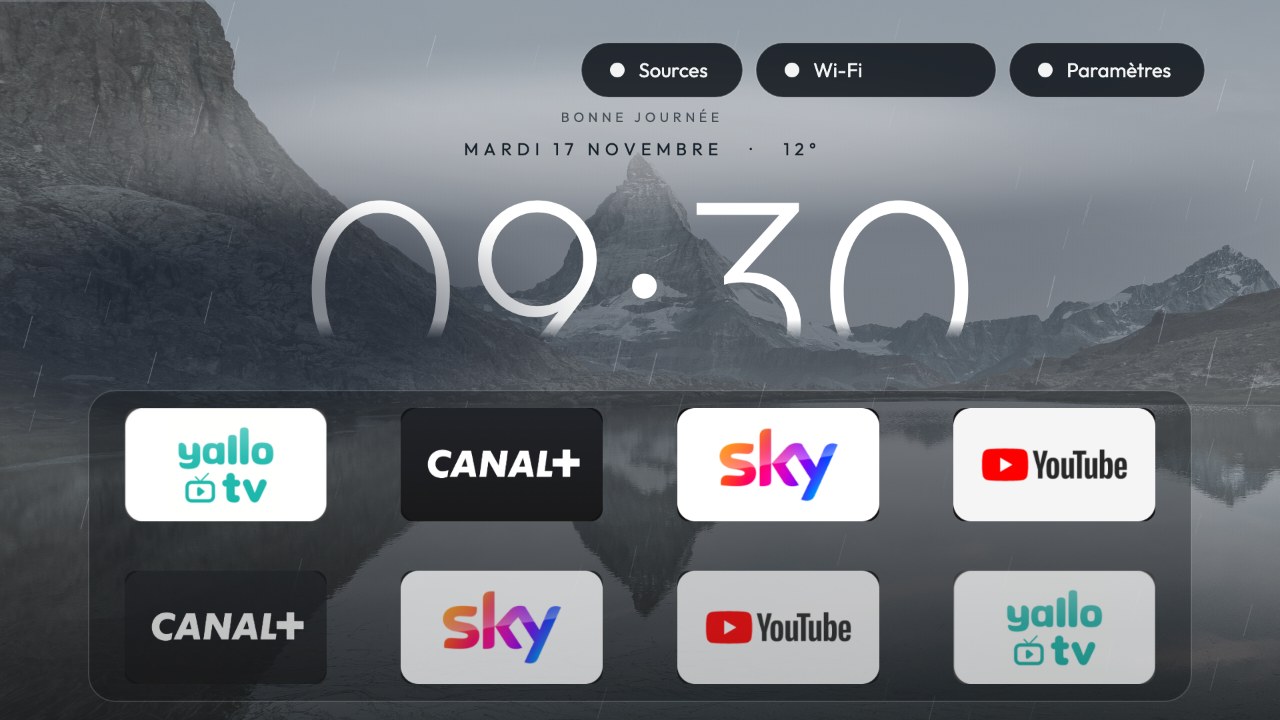 Sources
Wi-Fi
Paramètres
BONNE JOURNÉE
MARDI 17 NOVEMBRE · 12°
09·30
yallo tv
CANAL+
sky
YouTube
CANAL+
sky
YouTube
yallo tv